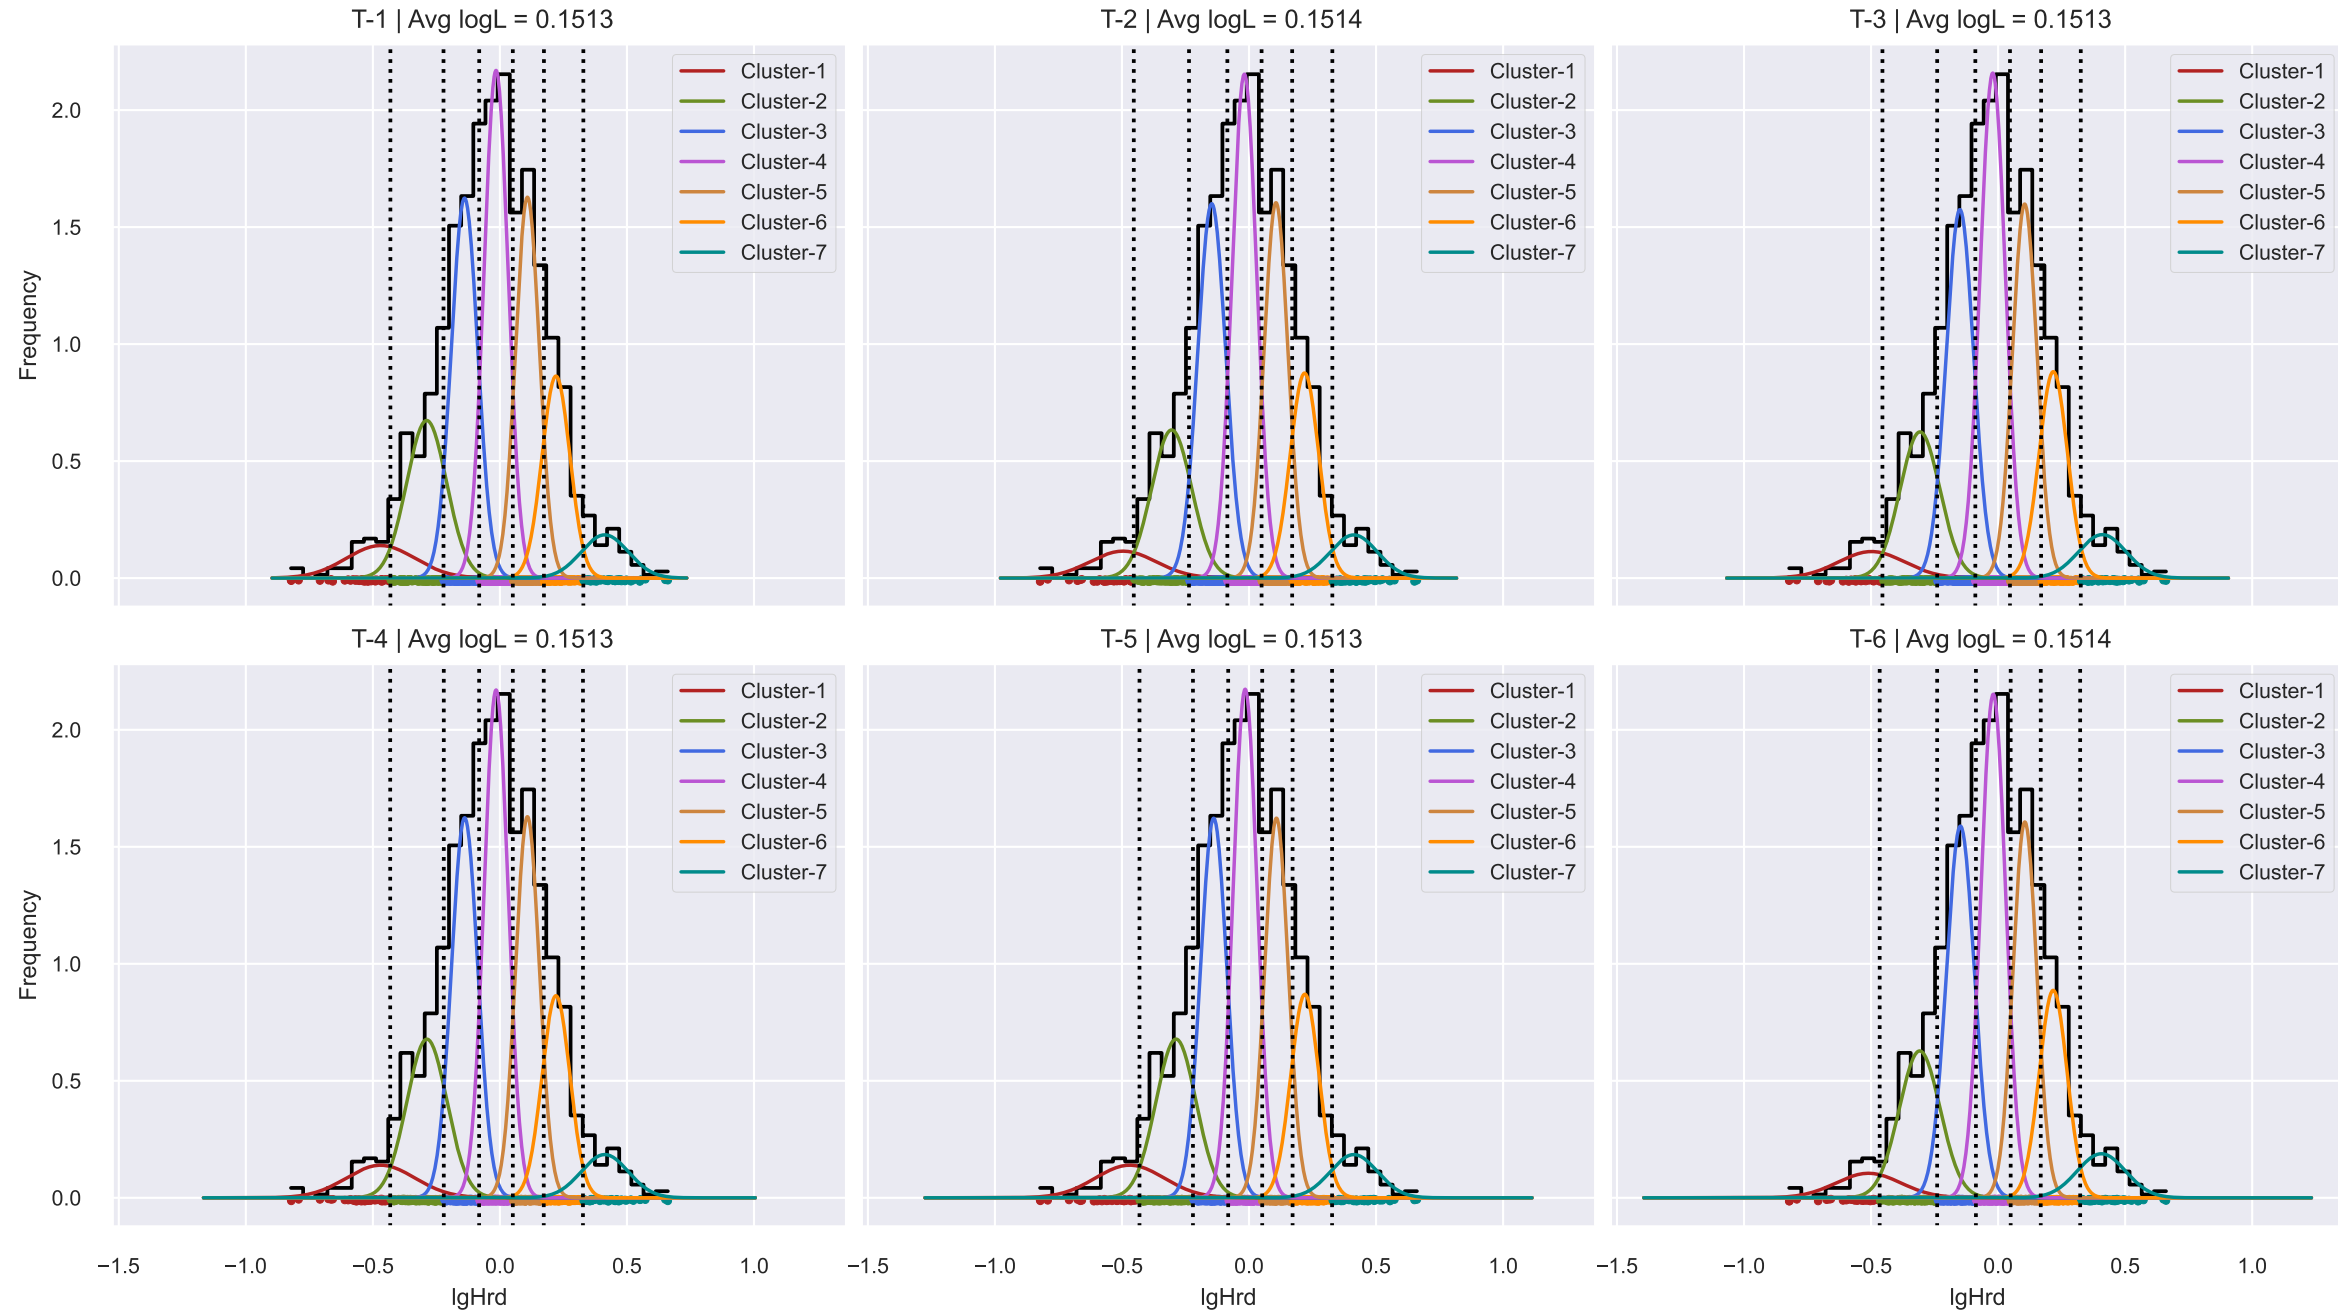 T-1 | Avg logL = 0.1513
T-2 | Avg logL = 0.1514
T-3 | Avg logL = 0.1513
Frequency
2.0
1.5
1.0
0.5
0.0
Cluster-1
Cluster-2
Cluster-3
Cluster-4
Cluster-5
Cluster-6
Cluster-7
Cluster-1
Cluster-2
Cluster-3
Cluster-4
Cluster-5
Cluster-6
Cluster-7
Cluster-1
Cluster-2
Cluster-3
Cluster-4
Cluster-5
Cluster-6
Cluster-7
T-4 | Avg logL = 0.1513
T-5 | Avg logL = 0.1513
T-6 | Avg logL = 0.1514
Frequency
2.0
1.5
1.0
0.5
0.0
Cluster-1
Cluster-2
Cluster-3
Cluster-4
Cluster-5
Cluster-6
Cluster-7
Cluster-1
Cluster-2
Cluster-3
Cluster-4
Cluster-5
Cluster-6
Cluster-7
Cluster-1
Cluster-2
Cluster-3
Cluster-4
Cluster-5
Cluster-6
Cluster-7
−1.5 −1.0 −0.5 0.0 0.5 1.0
−1.5 −1.0 −0.5 0.0 0.5 1.0
−1.5 −1.0 −0.5 0.0 0.5 1.0
lgHrd
lgHrd
lgHrd